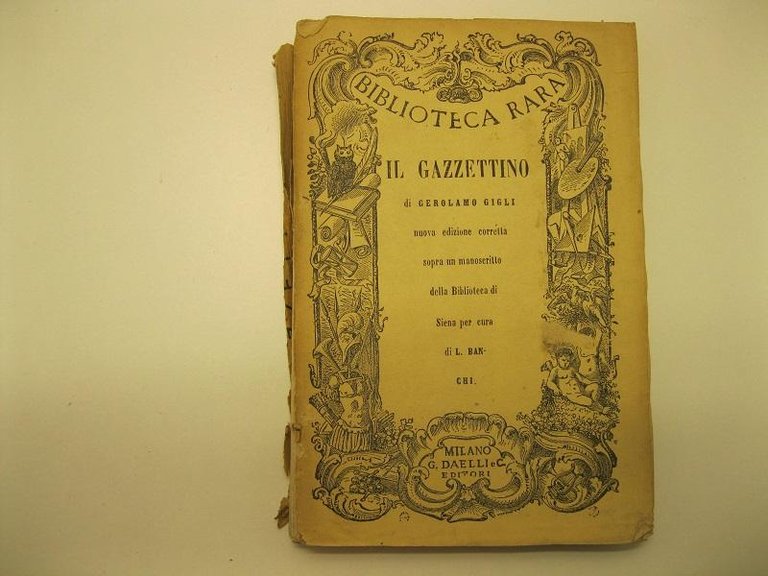 BIBLIOTECA RARA
IL GAZZETTINO
di GEROLAMO GIGLI
nuova edizione corretta
sopra un manoscritto
della Biblioteca di
Siena per cura
di L. BAN-
CHI.
MILANO
G. DAELLI e C.
EDITORI